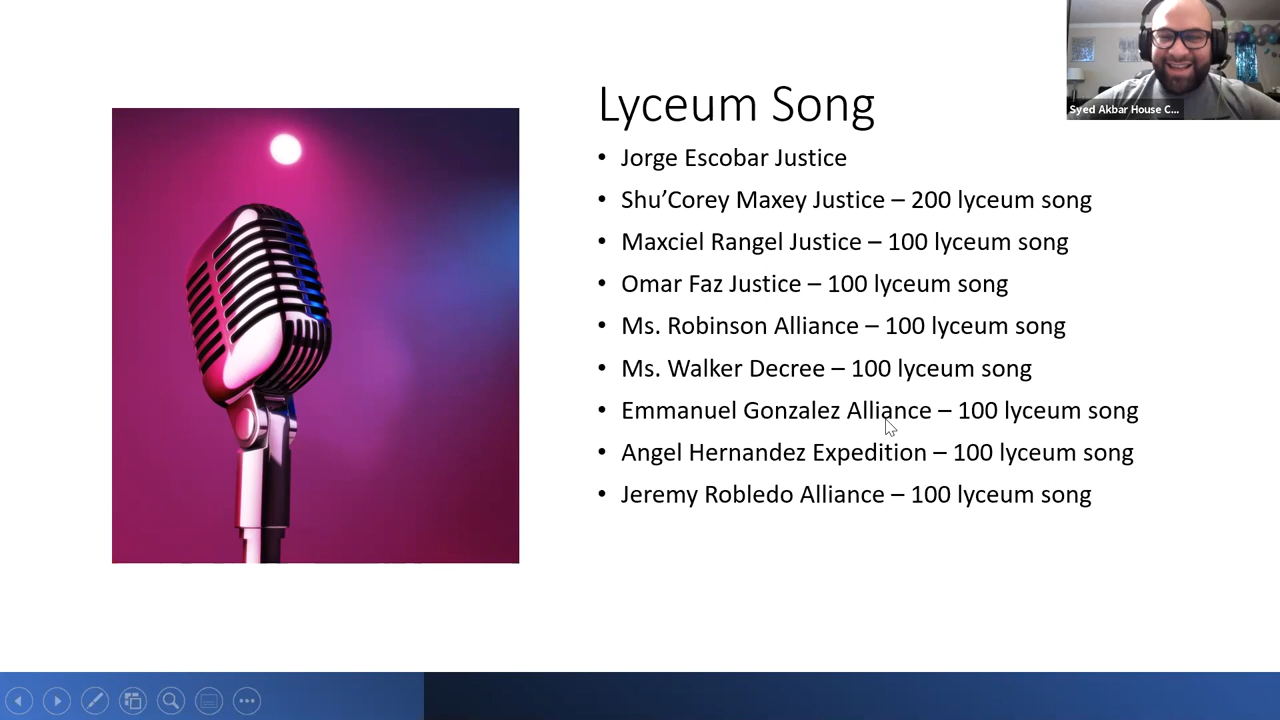 Lyceum Song
• Jorge Escobar Justice
• Shu’Corey Maxey Justice – 200 lyceum song
• Maxciel Rangel Justice – 100 lyceum song
• Omar Faz Justice – 100 lyceum song
• Ms. Robinson Alliance – 100 lyceum song
• Ms. Walker Decree – 100 lyceum song
• Emmanuel Gonzalez Alliance – 100 lyceum song
• Angel Hernandez Expedition – 100 lyceum song
• Jeremy Robledo Alliance – 100 lyceum song
Syed Akbar House C...